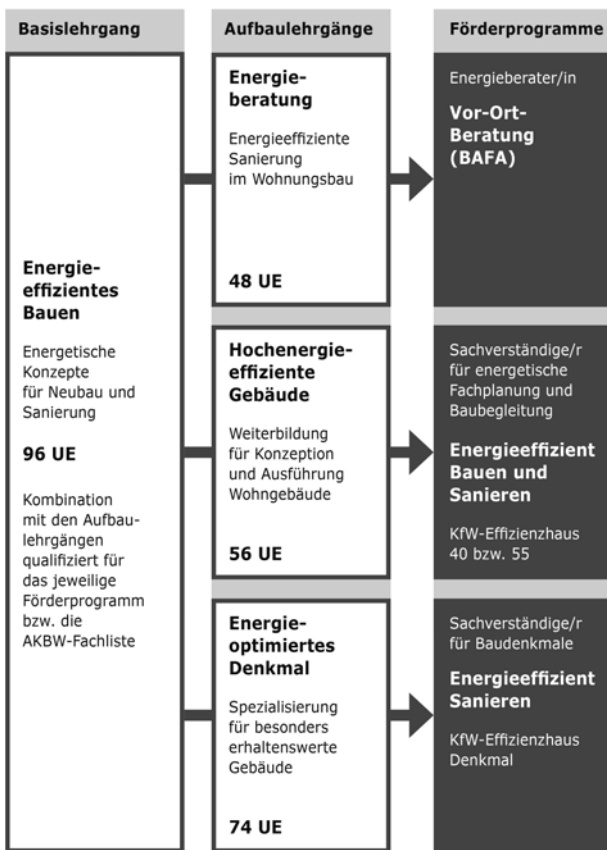 Basislehrgang
Energie-
effizientes
Bauen
Energetische
Konzepte
für Neubau und
Sanierung
96 UE
Kombination
mit den Aufbau-
lehrgängen
qualifiziert für
das jeweilige
Förderprogramm
bzw. die
AKBW-Fachliste
Aufbaulehrgänge
Energie-
beratung
Energieeffiziente
Sanierung
im Wohnungsbau
48 UE
Hochenergie-
effiziente
Gebäude
Weiterbildung
für Konzeption
und Ausführung
Wohngebäude
56 UE
Energie-
optimiertes
Denkmal
Spezialisierung
für besonders
erhaltenswerte
Gebäude
74 UE
Förderprogramme
Energieberater/in
Vor-Ort-
Beratung
(BAFA)
Sachverständige/r
für energetische
Fachplanung und
Baubegleitung
Energieeffizient
Bauen und
Sanieren
KfW-Effizienzhaus
40 bzw. 55
Sachverständige/r
für Baudenkmale
Energieeffizient
Sanieren
KfW-Effizienzhaus
Denkmal